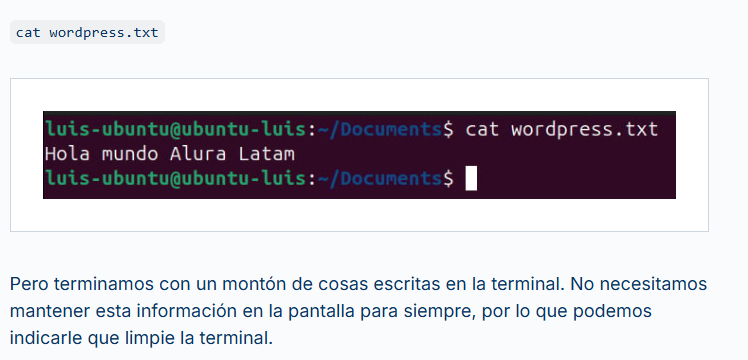 cat wordpress.txt
luis-ubuntu@ubuntu-luis:~/Documents$ cat wordpress.txt
Hola mundo Alura Latam
luis-ubuntu@ubuntu-luis:~/Documents$
Pero terminamos con un montón de cosas escritas en la terminal. No necesitamos
mantener esta información en la pantalla para siempre, por lo que podemos
indicarle que limpie la terminal.